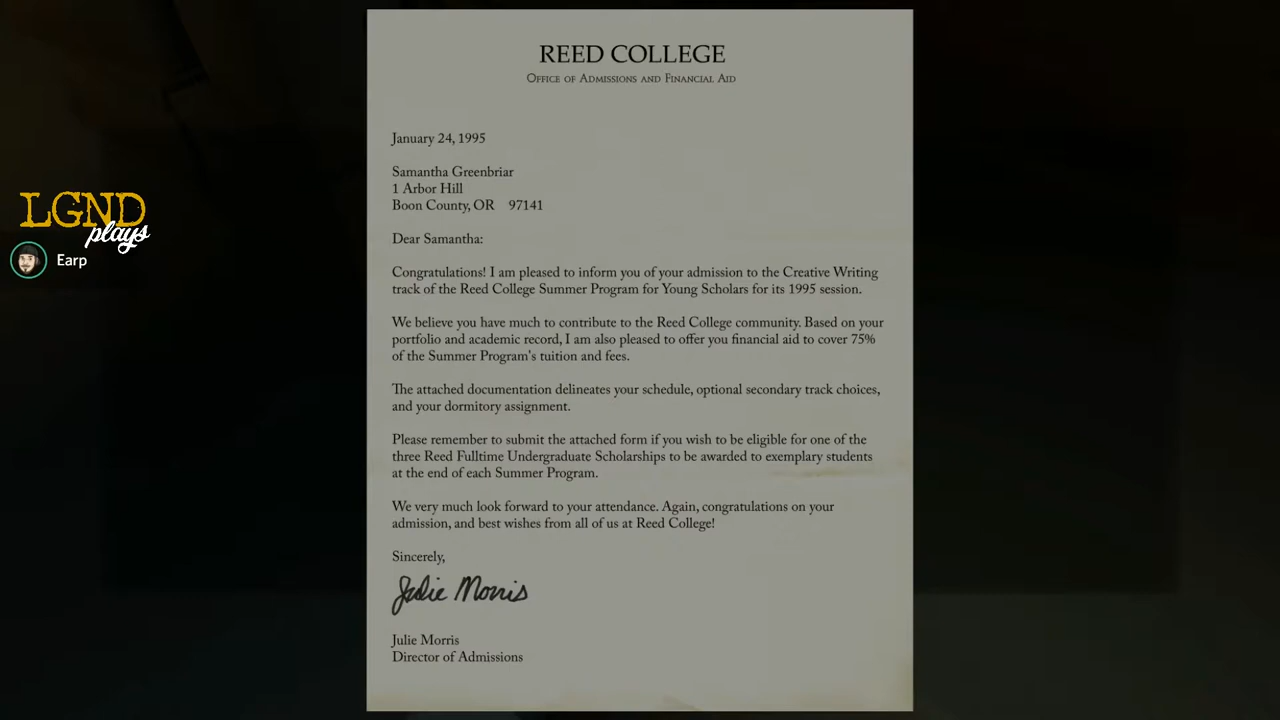 REED COLLEGE
Office of Admissions and Financial Aid
January 24, 1995
Samantha Greenbriar
1 Arbor Hill
Boon County, OR 97141
Dear Samantha:
Congratulations! I am pleased to inform you of your admission to the Creative Writing
track of the Reed College Summer Program for Young Scholars for its 1995 session.
We believe you have much to contribute to the Reed College community. Based on your
portfolio and academic record, I am also pleased to offer you financial aid to cover 75%
of the Summer Program's tuition and fees.
The attached documentation delineates your schedule, optional secondary track choices,
and your dormitory assignment.
Please remember to submit the attached form if you wish to be eligible for one of the
three Reed Fulltime Undergraduate Scholarships to be awarded to exemplary students
at the end of each Summer Program.
We very much look forward to your attendance. Again, congratulations on your
admission, and best wishes from all of us at Reed College!
Sincerely,
Julie Morris
Julie Morris
Director of Admissions
LGND
plays
Earp